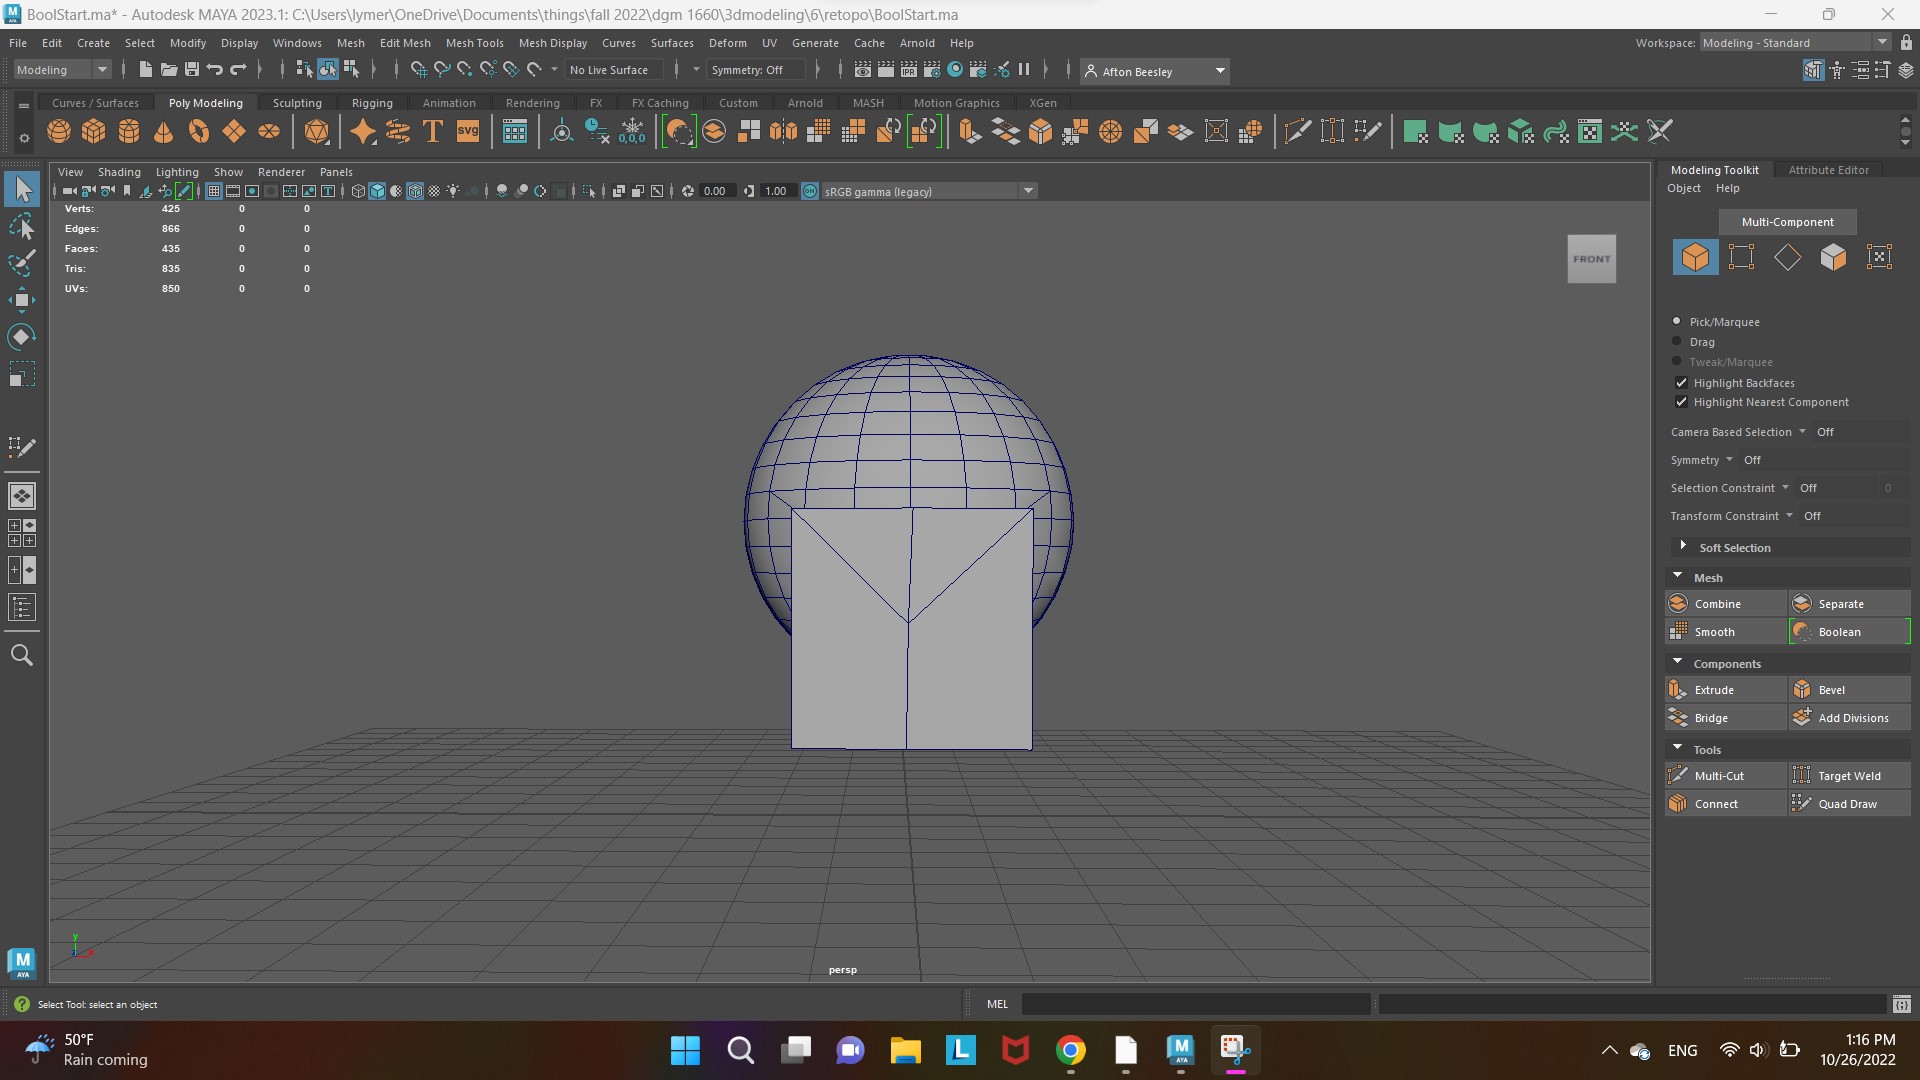 BoolStart.ma* - Autodesk MAYA 2023.1: C:\Users\lymer\OneDrive\Documents\things\fall 2022\dgm 1660\3dmodeling\6\retopo\BoolStart.ma
File Edit Create Select Modify Display Windows Mesh Edit Mesh Mesh Tools Mesh Display Curves Surfaces Deform UV Generate Cache Arnold Help
Workspace: Modeling - Standard
Modeling No Live Surface Symmetry: Off IPR Afton Beesley
Curves / Surfaces Poly Modeling Sculpting Rigging Animation Rendering FX FX Caching Custom Arnold MASH Motion Graphics XGen
T SVG 0,0,0
View Shading Lighting Show Renderer Panels
0.00 1.00 ON sRGB gamma (legacy)
Verts: 425 0 0
Edges: 866 0 0
Faces: 435 0 0
Tris: 835 0 0
UVs: 850 0 0
FRONT
persp
y
Modeling Toolkit Attribute Editor
Object Help
Multi-Component
Pick/Marquee
Drag
Tweak/Marquee
Highlight Backfaces
Highlight Nearest Component
Camera Based Selection Off
Symmetry Off
Selection Constraint Off 0
Transform Constraint Off
Soft Selection
Mesh
Combine Separate
Smooth Boolean
Components
Extrude Bevel
Bridge Add Divisions
Tools
Multi-Cut Target Weld
Connect Quad Draw
M
AYA
Select Tool: select an object
MEL
50°F
Rain coming
L
M
AYA
ENG
1:16 PM
10/26/2022